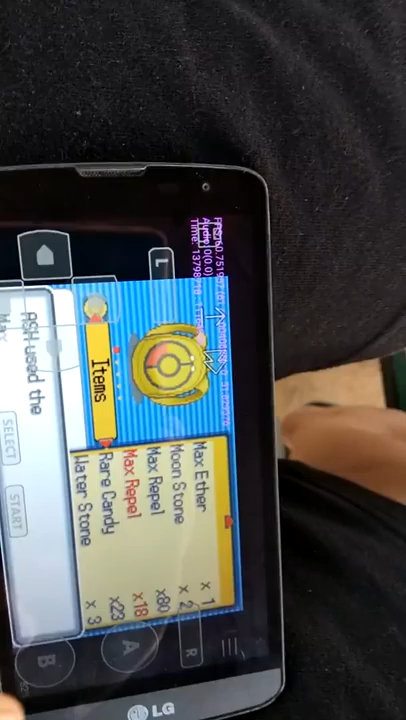 L
Items
Max Ether x 1
Moon Stone x 2
Max Repel x80
Max Repel x18
Rare Candy x23
Water Stone x 3
ASH used the
Max
SELECT
START
R
A
B
LG